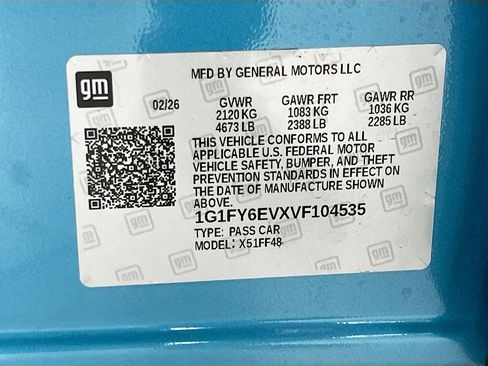 gm
MFD BY GENERAL MOTORS LLC
02/26 GVWR GAWR FRT GAWR RR
2120 KG 1083 KG 1036 KG
4673 LB 2388 LB 2285 LB
THIS VEHICLE CONFORMS TO ALL
APPLICABLE U.S. FEDERAL MOTOR
VEHICLE SAFETY, BUMPER, AND THEFT
PREVENTION STANDARDS IN EFFECT ON
THE DATE OF MANUFACTURE SHOWN
ABOVE.
1G1FY6EVXVF104535
TYPE: PASS CAR
MODEL: X51FF48